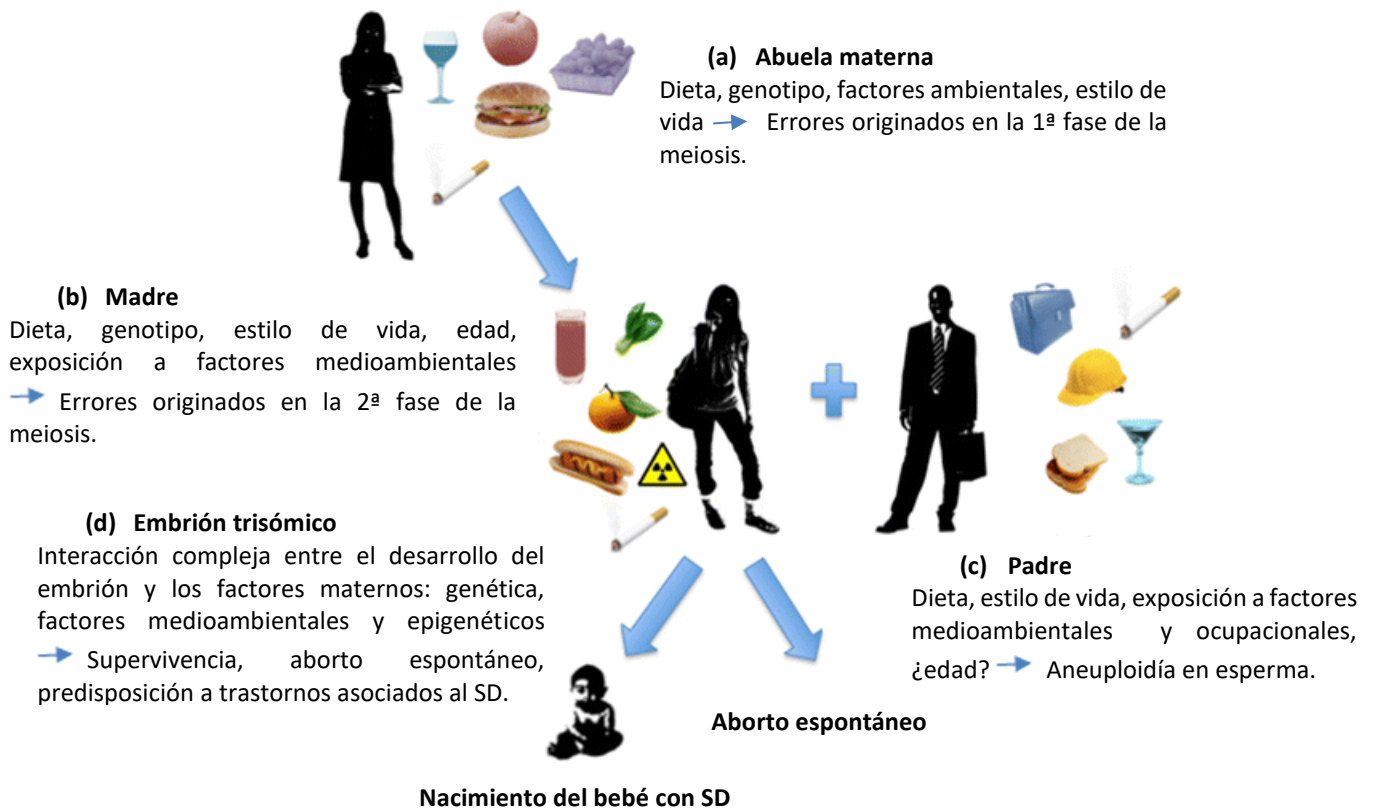 (a) Abuela materna
Dieta, genotipo, factores ambientales, estilo de
vida → Errores originados en la 1ª fase de la
meiosis.
(b) Madre
Dieta, genotipo, estilo de vida, edad,
exposición a factores medioambientales
→ Errores originados en la 2ª fase de la
meiosis.
(d) Embrión trisómico
Interacción compleja entre el desarrollo del
embrión y los factores maternos: genética,
factores medioambientales y epigenéticos
→ Supervivencia, aborto espontáneo,
predisposición a trastornos asociados al SD.
(c) Padre
Dieta, estilo de vida, exposición a factores
medioambientales y ocupacionales,
¿edad? → Aneuploidía en esperma.
Aborto espontáneo
Nacimiento del bebé con SD